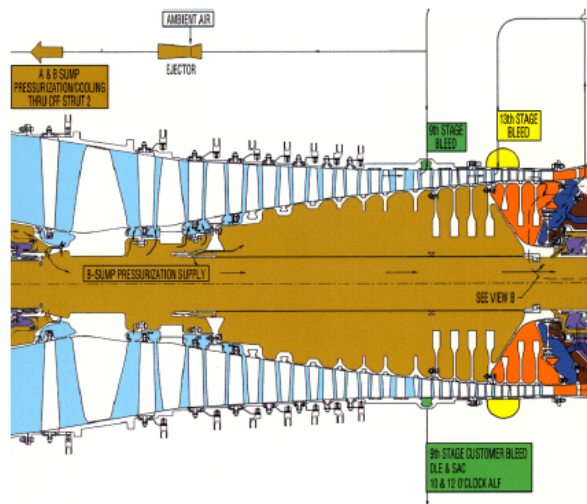 AMBIENT AIR
EJECTOR
A & B SUMP
PRESSURIZATION/COOLING
THRU CFF STRUT 2
9th STAGE
BLEED
13th STAGE
BLEED
B-SUMP PRESSURIZATION SUPPLY
SEE VIEW B
9th STAGE CUSTOMER BLEED
DLE & SAC
10 & 12 O'CLOCK ALF